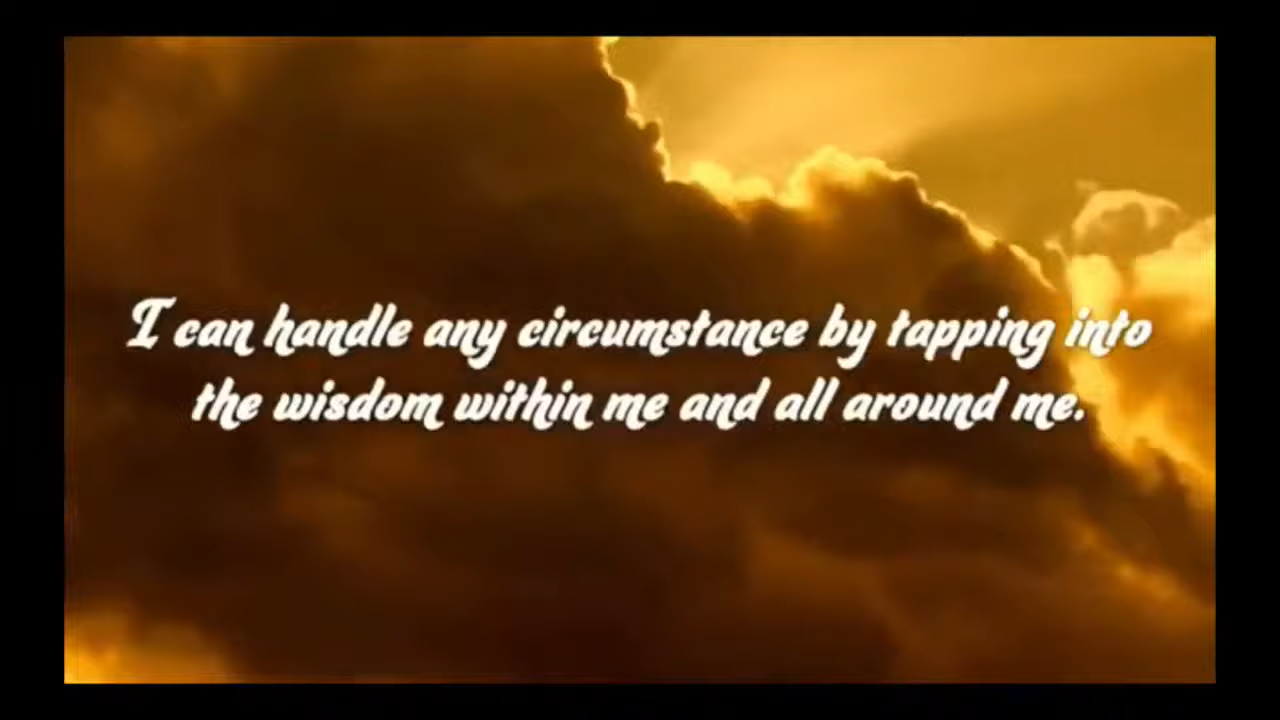 I can handle any circumstance by tapping into
the wisdom within me and all around me.